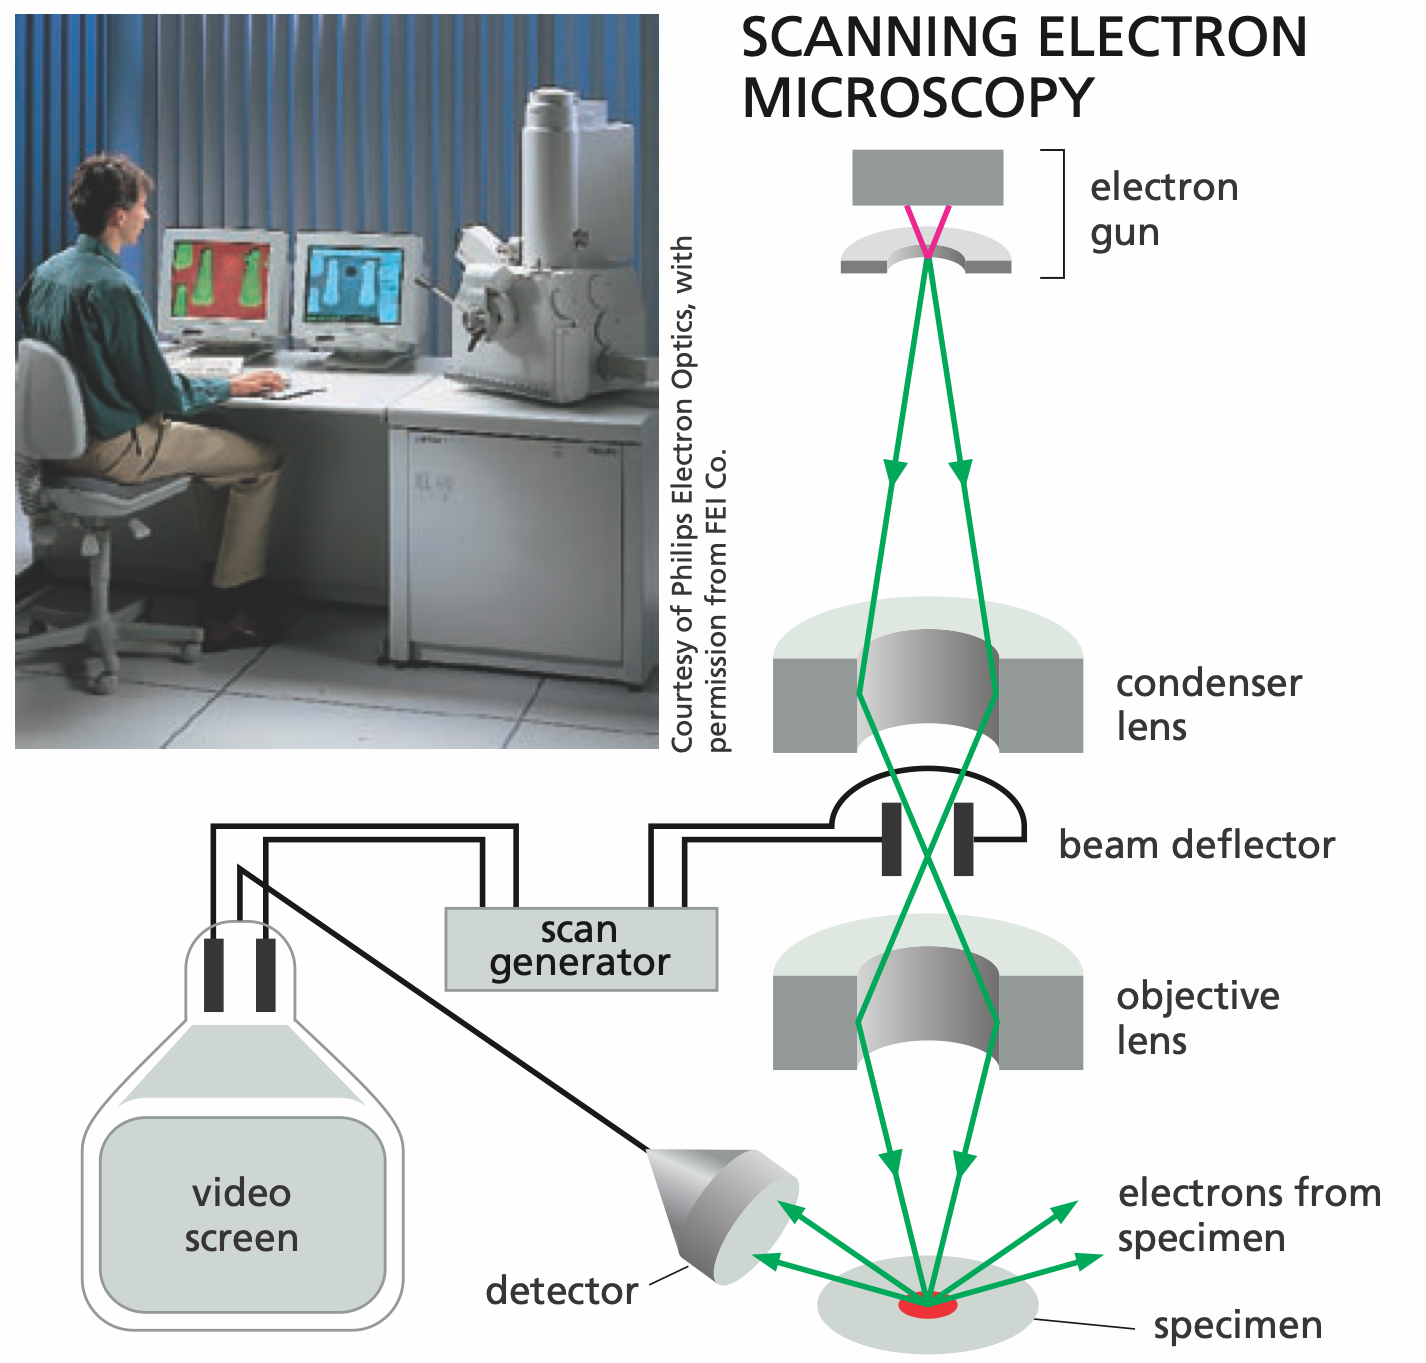 SCANNING ELECTRON
MICROSCOPY
Courtesy of Philips Electron Optics, with
permission from FEI Co.
electron
gun
condenser
lens
beam deflector
scan
generator
objective
lens
video
screen
detector
electrons from
specimen
specimen